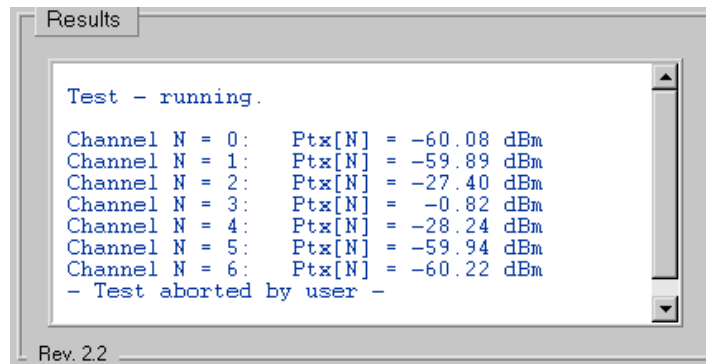 Results
Test - running.
Channel N = 0: Ptx[N] = -60.08 dBm
Channel N = 1: Ptx[N] = -59.89 dBm
Channel N = 2: Ptx[N] = -27.40 dBm
Channel N = 3: Ptx[N] = -0.82 dBm
Channel N = 4: Ptx[N] = -28.24 dBm
Channel N = 5: Ptx[N] = -59.94 dBm
Channel N = 6: Ptx[N] = -60.22 dBm
- Test aborted by user -
Rev. 2.2